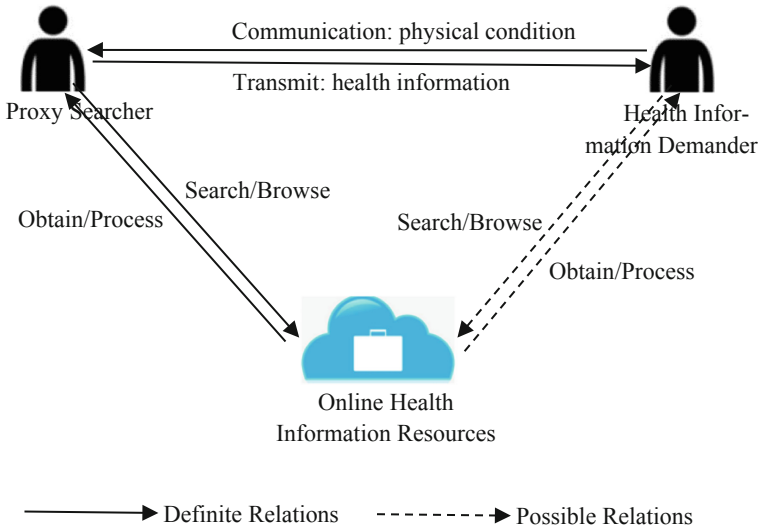 Communication: physical condition
Transmit: health information
Proxy Searcher
Health Infor-
mation Demander
Search/Browse
Obtain/Process
Search/Browse
Obtain/Process
Online Health
Information Resources
Definite Relations
Possible Relations